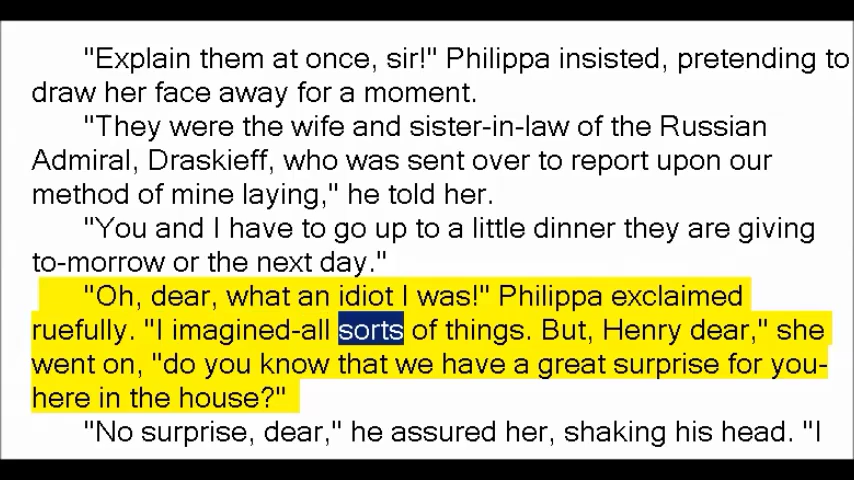 "Explain them at once, sir!" Philippa insisted, pretending to
draw her face away for a moment.
"They were the wife and sister-in-law of the Russian
Admiral, Draskieff, who was sent over to report upon our
method of mine laying," he told her.
"You and I have to go up to a little dinner they are giving
to-morrow or the next day."
"Oh, dear, what an idiot I was!" Philippa exclaimed
ruefully. "I imagined-all sorts of things. But, Henry dear," she
went on, "do you know that we have a great surprise for you-
here in the house?"
"No surprise, dear," he assured her, shaking his head. "I